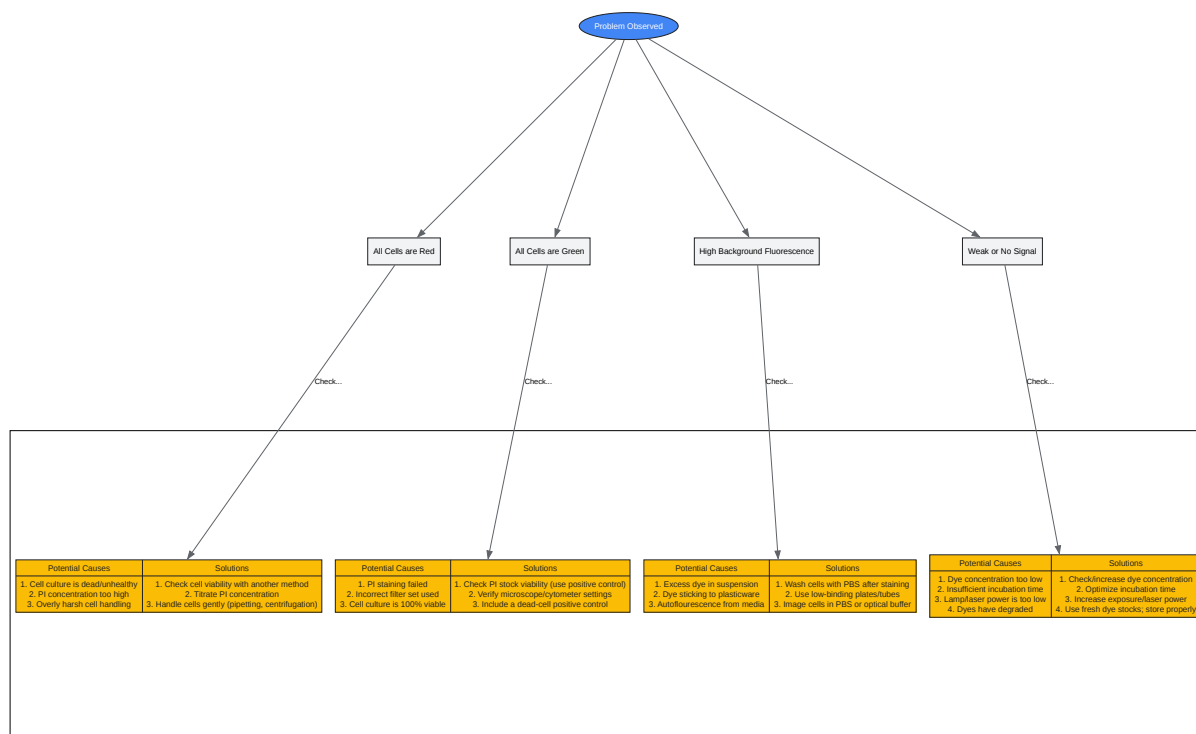 Problem Observed
All Cells are Red
All Cells are Green
High Background Fluorescence
Weak or No Signal
Check...
Check...
Check...
Check...
Potential Causes
1. Cell culture is dead/unhealthy
2. PI concentration too high
3. Overly harsh cell handling
Solutions
1. Check cell viability with another method
2. Titrate PI concentration
3. Handle cells gently (pipetting, centrifugation)
Potential Causes
1. PI staining failed
2. Incorrect filter set used
3. Cell culture is 100% viable
Solutions
1. Check PI stock viability (use positive control)
2. Verify microscope/cytometer settings
3. Include a dead-cell positive control
Potential Causes
1. Excess dye in suspension
2. Dye sticking to plasticware
3. Autoflourescence from media
Solutions
1. Wash cells with PBS after staining
2. Use low-binding plates/tubes
3. Image cells in PBS or optical buffer
Potential Causes
1. Dye concentration too low
2. Insufficient incubation time
3. Lamp/laser power is too low
4. Dyes have degraded
Solutions
1. Check/increase dye concentration
2. Optimize incubation time
3. Increase exposure/laser power
4. Use fresh dye stocks; store properly